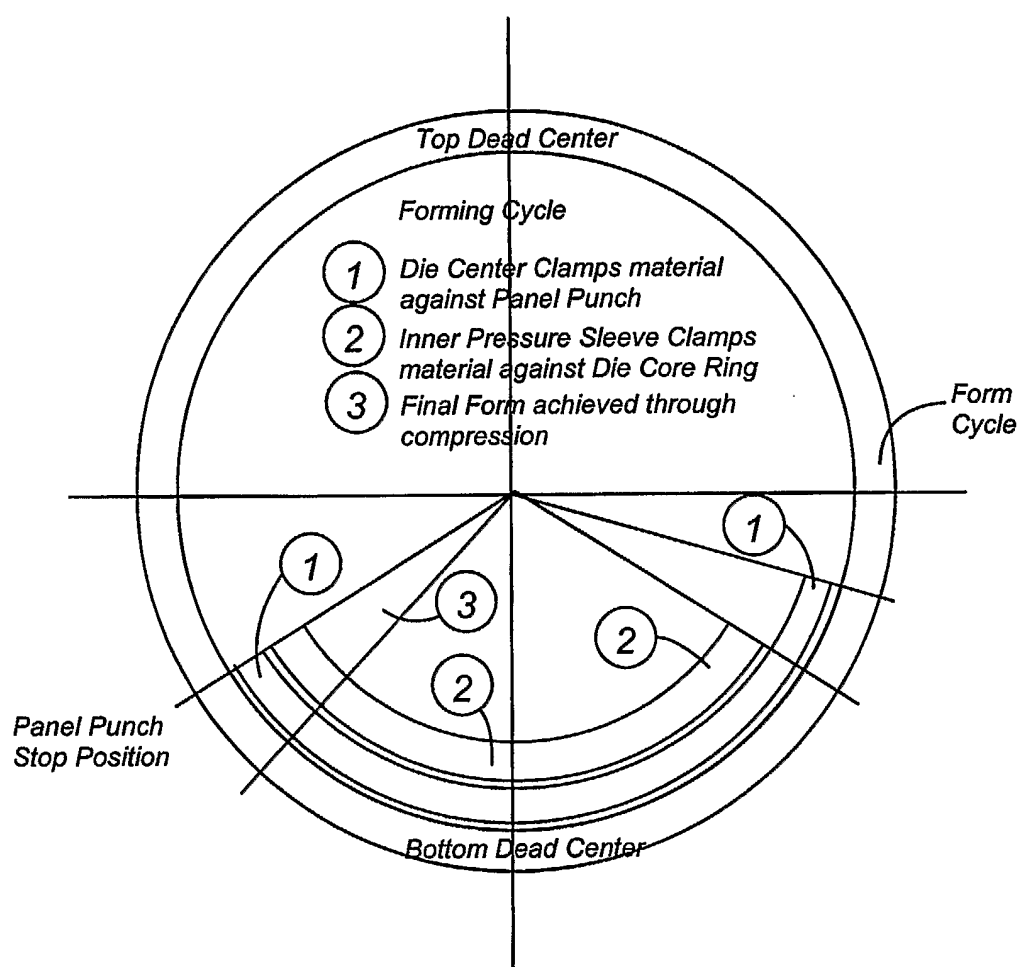 Top Dead Center
Forming Cycle
1 Die Center Clamps material
against Panel Punch
2 Inner Pressure Sleeve Clamps
material against Die Core Ring
3 Final Form achieved through
compression
Form
Cycle
1
1
3
2
2
Panel Punch
Stop Position
Bottom Dead Center